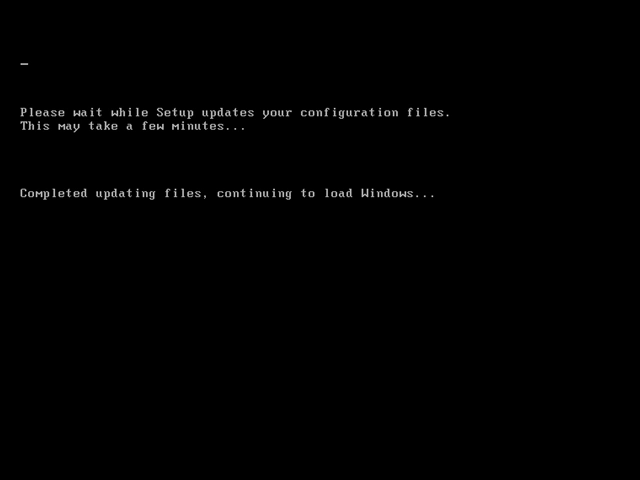 Please wait while Setup updates your configuration files.
This may take a few minutes...
Completed updating files, continuing to load Windows...